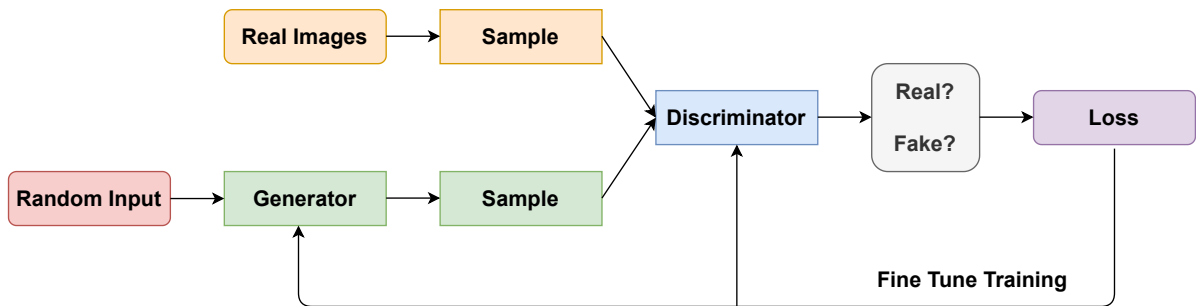 Real Images
Sample
Discriminator
Real?
Fake?
Loss
Random Input
Generator
Sample
Fine Tune Training